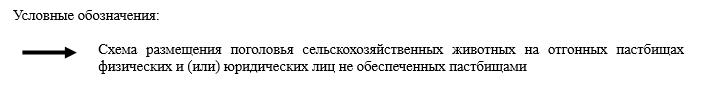 Условные обозначения:
Схема размещения поголовья сельскохозяйственных животных на отгонных пастбищах
физических и (или) юридических лиц не обеспеченных пастбищами